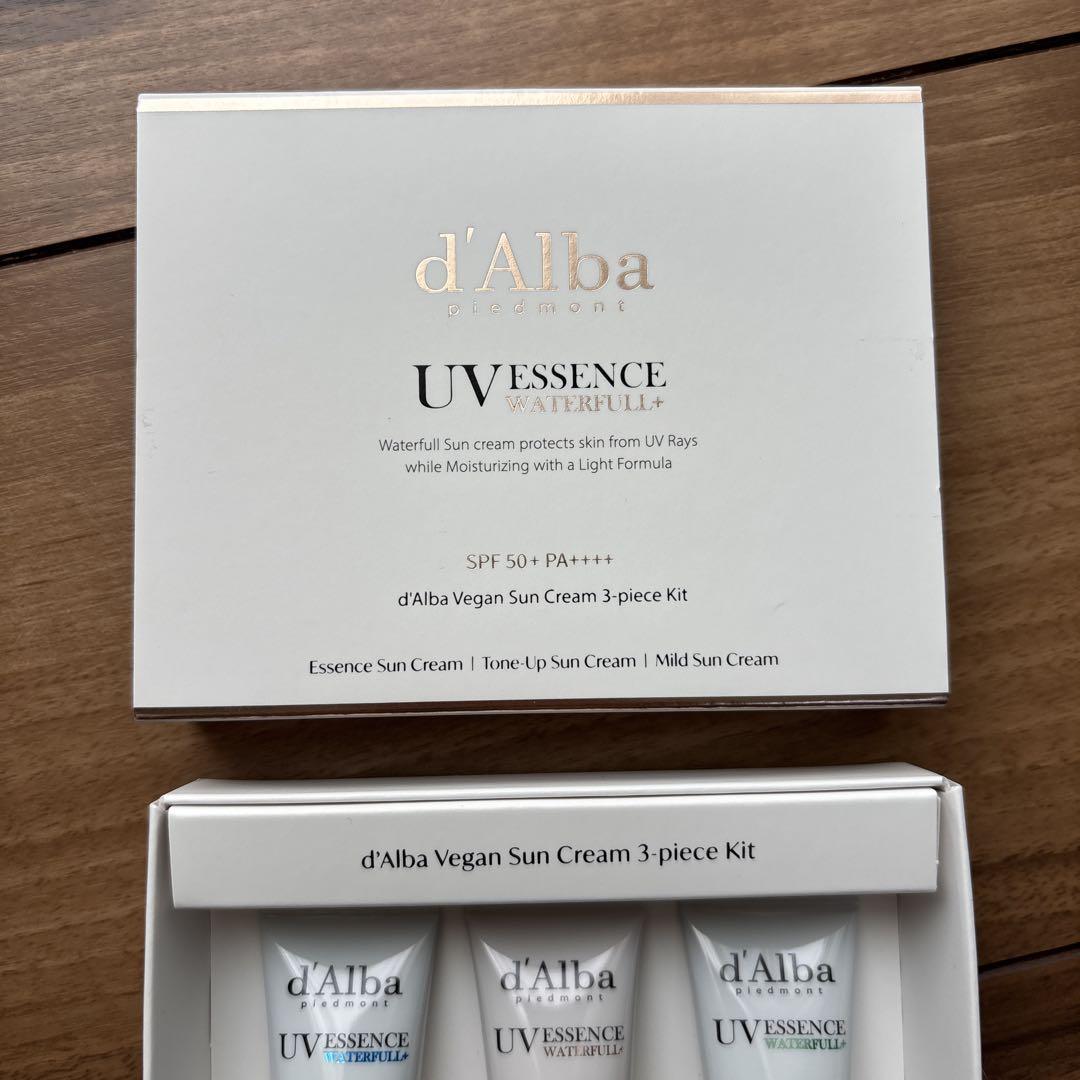 d'Alba
piedmont
UV ESSENCE
WATERFULL+
Waterfull Sun cream protects skin from UV Rays
while Moisturizing with a Light Formula
SPF 50+ PA++++
d'Alba Vegan Sun Cream 3-piece Kit
Essence Sun Cream | Tone-Up Sun Cream | Mild Sun Cream
d'Alba Vegan Sun Cream 3-piece Kit
d'Alba
piedmont
UV ESSENCE
WATERFULL+
d'Alba
piedmont
UV ESSENCE
WATERFULL+
d'Alba
piedmont
UV ESSENCE
WATERFULL+